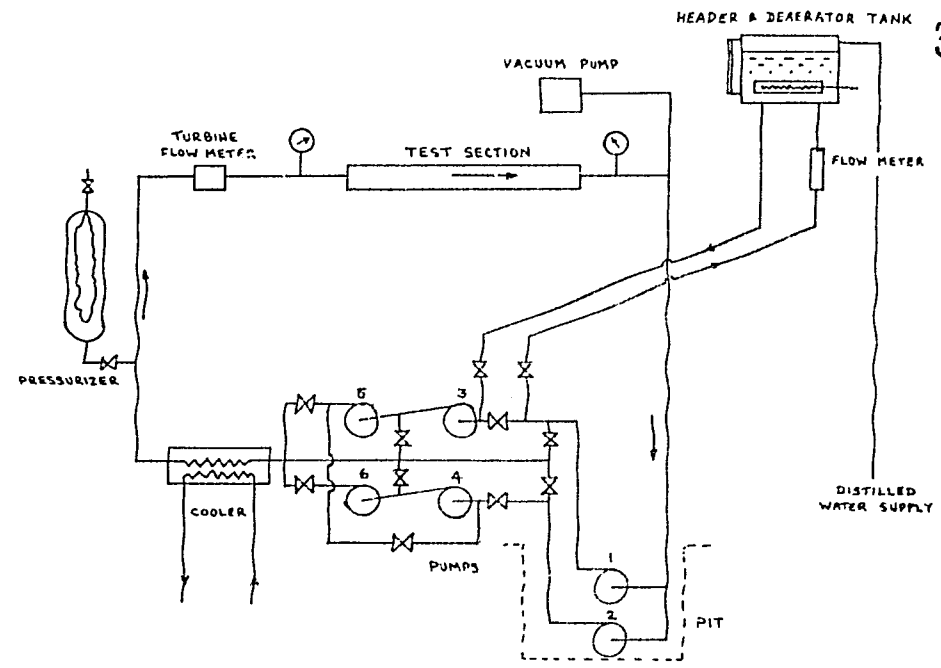 HEADER & DEAERATOR TANK
3
VACUUM PUMP
TURBINE
FLOW METER
TEST SECTION
FLOW METER
PRESSURIZER
5
3
6
4
COOLER
PUMPS
DISTILLED
WATER SUPPLY
1
2
PIT